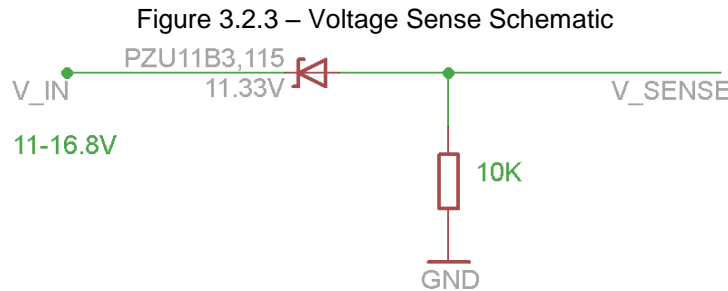 Figure 3.2.3 – Voltage Sense Schematic
PZU11B3,115
V_IN
11.33V
V_SENSE
11-16.8V
10K
GND